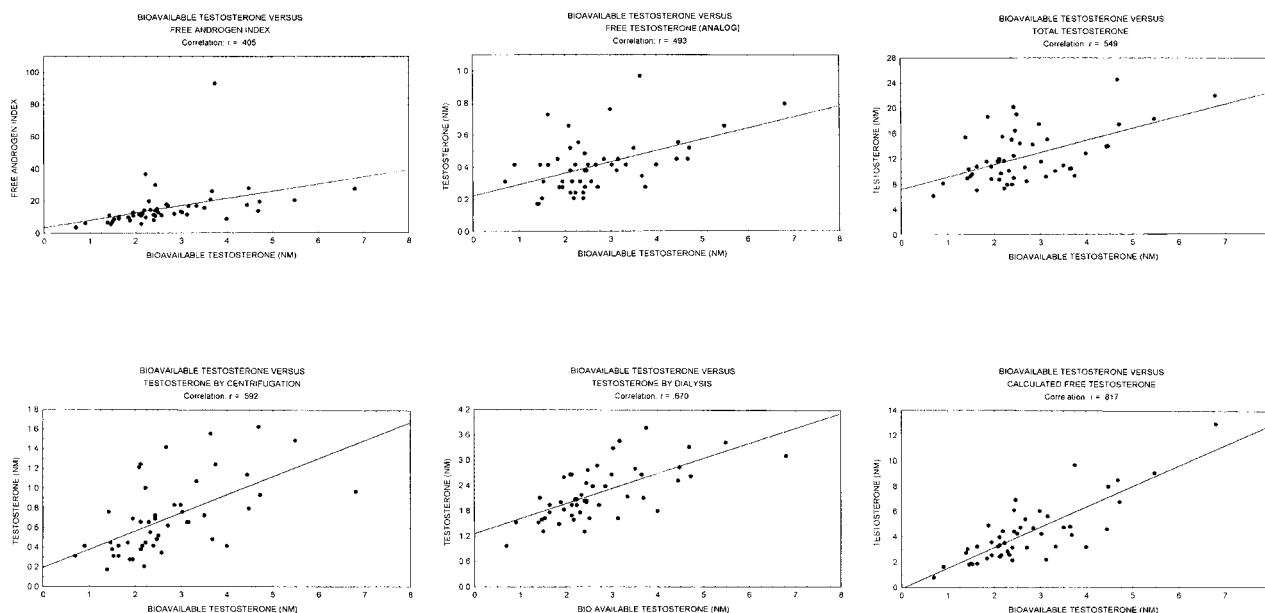 BIOAVAILABLE TESTOSTERONE VERSUS
FREE ANDROGEN INDEX
Correlation: r = .405
FREE ANDROGEN INDEX
100
80
60
40
20
0
0 1 2 3 4 5 6 7 8
BIOAVAILABLE TESTOSTERONE (NM)
BIOAVAILABLE TESTOSTERONE VERSUS
FREE TESTOSTERONE (ANALOG)
Correlation: r = .493
TESTOSTERONE (NM)
1.0
0.8
0.6
0.4
0.2
0.0
0 1 2 3 4 5 6 7 8
BIOAVAILABLE TESTOSTERONE (NM)
BIOAVAILABLE TESTOSTERONE VERSUS
TOTAL TESTOSTERONE
Correlation: r = .549
TESTOSTERONE (NM)
28
24
20
16
12
8
4
0
0 1 2 3 4 5 6 7
BIOAVAILABLE TESTOSTERONE (NM)
BIOAVAILABLE TESTOSTERONE VERSUS
TESTOSTERONE BY CENTRIFUGATION
Correlation: r = .592
TESTOSTERONE (NM)
1.8
1.6
1.4
1.2
1.0
0.8
0.6
0.4
0.2
0.0
0 1 2 3 4 5 6 7 8
BIOAVAILABLE TESTOSTERONE (NM)
BIOAVAILABLE TESTOSTERONE VERSUS
TESTOSTERONE BY DIALYSIS
Correlation: r = .670
TESTOSTERONE (NM)
4.2
3.6
3.0
2.4
1.8
1.2
0.6
0.0
0 1 2 3 4 5 6 7 8
BIO AVAILABLE TESTOSTERONE (NM)
BIOAVAILABLE TESTOSTERONE VERSUS
CALCULATED FREE TESTOSTERONE
Correlation: r = .817
TESTOSTERONE (NM)
14
12
10
8
6
4
2
0
0 1 2 3 4 5 6 7
BIOAVAILABLE TESTOSTERONE (NM)